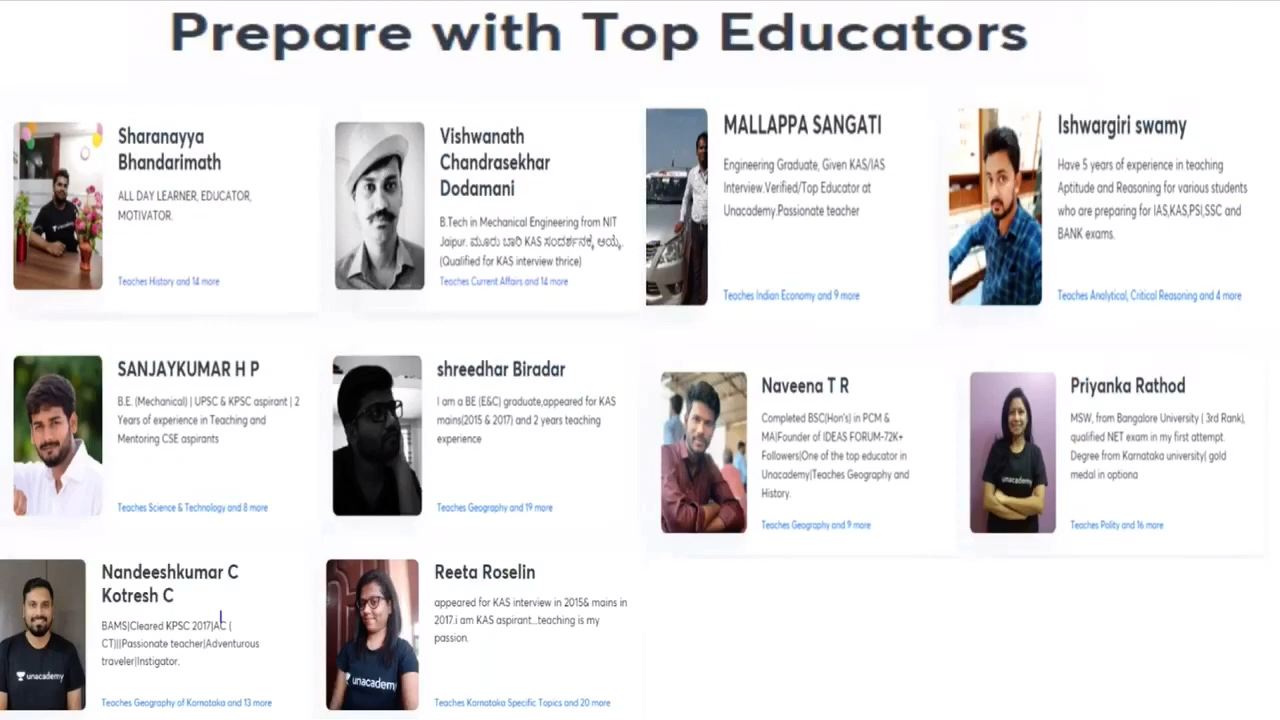 Prepare with Top Educators
Sharanayya
Bhandarimath
ALL DAY LEARNER, EDUCATOR,
MOTIVATOR.
Teaches History and 14 more
Vishwanath
Chandrasekhar
Dodamani
B.Tech in Mechanical Engineering from NIT
Jaipur. ಮೂರು ಬಾರಿ KAS ಸಂದರ್ಶನಕ್ಕೆ ಆಯ್ಕೆ.
(Qualified for KAS interview thrice)
Teaches Current Affairs and 14 more
MALLAPPA SANGATI
Engineering Graduate, Given KAS/IAS
Interview.Verified/Top Educator at
Unacademy.Passionate teacher
Teaches Indian Economy and 9 more
Ishwargiri swamy
Have 5 years of experience in teaching
Aptitude and Reasoning for various students
who are preparing for IAS,KAS,PSI,SSC and
BANK exams.
Teaches Analytical, Critical Reasoning and 4 more
SANJAYKUMAR H P
B.E. (Mechanical) | UPSC & KPSC aspirant | 2
Years of experience in Teaching and
Mentoring CSE aspirants
Teaches Science & Technology and 8 more
shreedhar Biradar
I am a BE (E&C) graduate,appeared for KAS
mains(2015 & 2017) and 2 years teaching
experience
Teaches Geography and 19 more
Naveena T R
Completed BSC(Hon's) in PCM &
MA|Founder of IDEAS FORUM-72K+
Followers|One of the top educator in
Unacademy|Teaches Geography and
History.
Teaches Geography and 9 more
unacademy
Priyanka Rathod
MSW, from Bangalore University ( 3rd Rank),
qualified NET exam in my first attempt.
Degree from Karnataka university( gold
medal in optiona
Teaches Polity and 16 more
unacademy
Nandeeshkumar C
Kotresh C
BAMS|Cleared KPSC 2017|AC (
CT)||Passionate teacher|Adventurous
traveler|Instigator.
Teaches Geography of Karnataka and 13 more
unacademy
Reeta Roselin
appeared for KAS interview in 2015& mains in
2017.i am KAS aspirant...teaching is my
passion.
Teaches Karnataka Specific Topics and 20 more